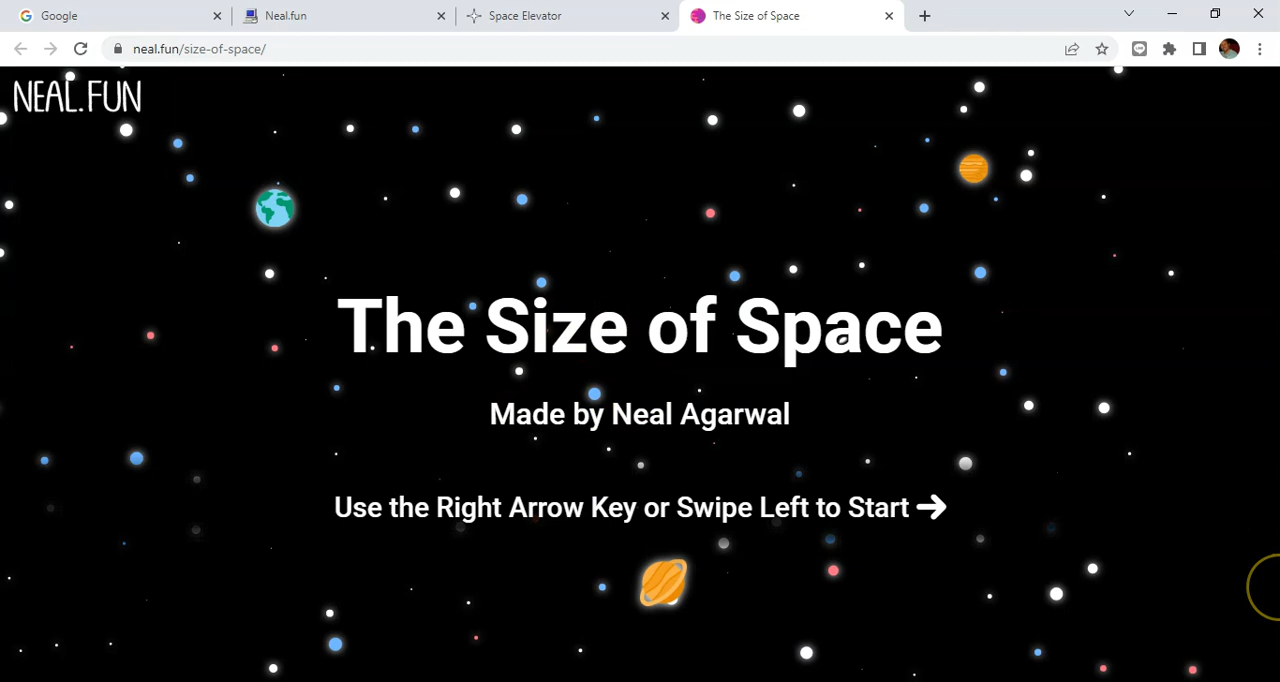 Google
Neal.fun
Space Elevator
The Size of Space
neal.fun/size-of-space/
NEAL.FUN
The Size of Space
Made by Neal Agarwal
Use the Right Arrow Key or Swipe Left to Start →